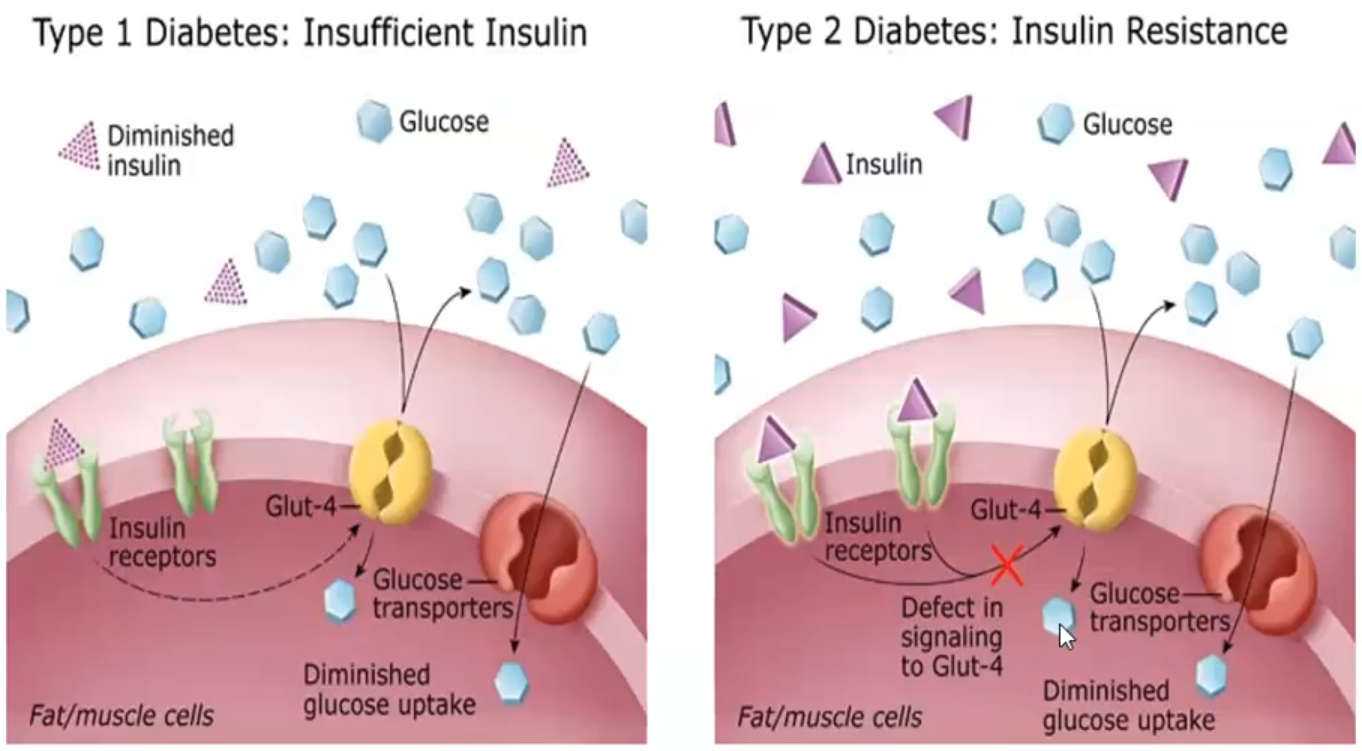 Type 1 Diabetes: Insufficient Insulin
Diminished
insulin
Glucose
Glut-4
Insulin
receptors
Glucose
transporters
Diminished
glucose uptake
Fat/muscle cells
Type 2 Diabetes: Insulin Resistance
Glucose
Insulin
Glut-4
Insulin
receptors
Defect in
signaling
to Glut-4
Glucose
transporters
Diminished
glucose uptake
Fat/muscle cells